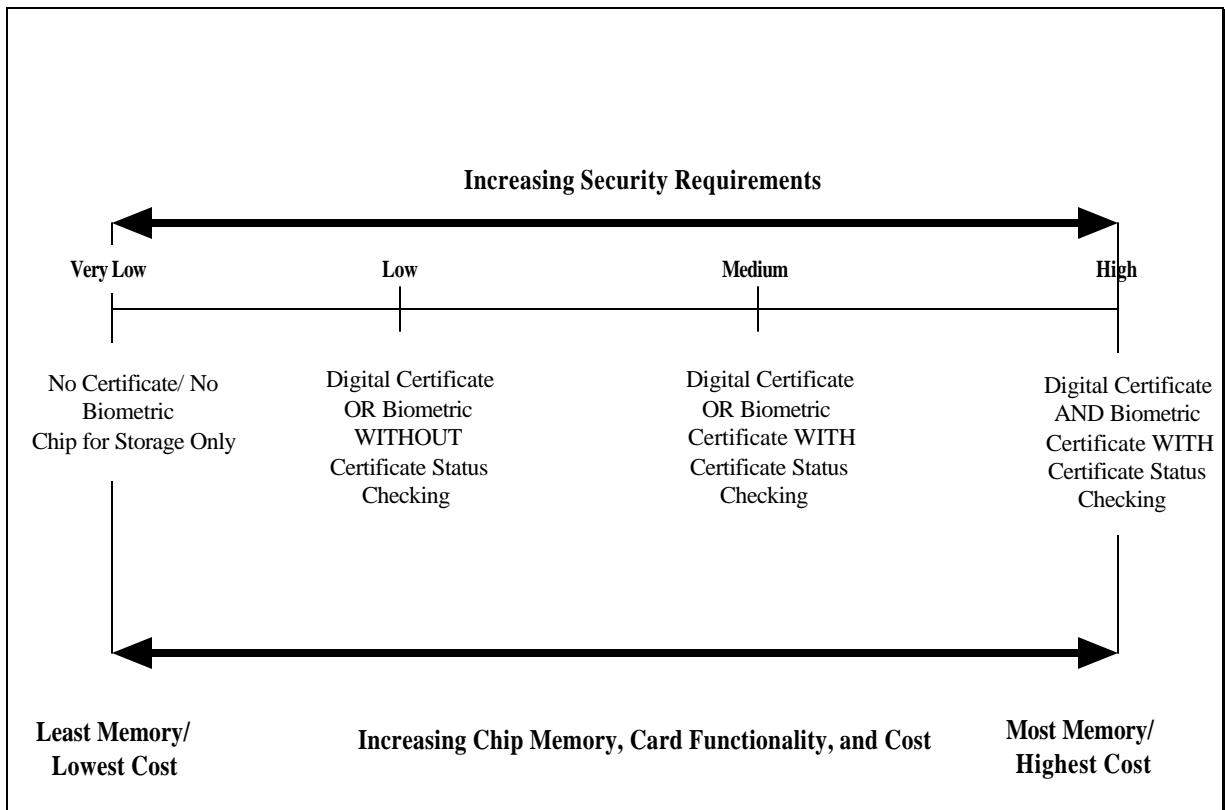 Increasing Security Requirements
Very Low
Low
Medium
High
No Certificate/ No
Biometric
Chip for Storage Only
Digital Certificate
OR Biometric
WITHOUT
Certificate Status
Checking
Digital Certificate
OR Biometric
Certificate WITH
Certificate Status
Checking
Digital Certificate
AND Biometric
Certificate WITH
Certificate Status
Checking
Least Memory/
Lowest Cost
Increasing Chip Memory, Card Functionality, and Cost
Most Memory/
Highest Cost